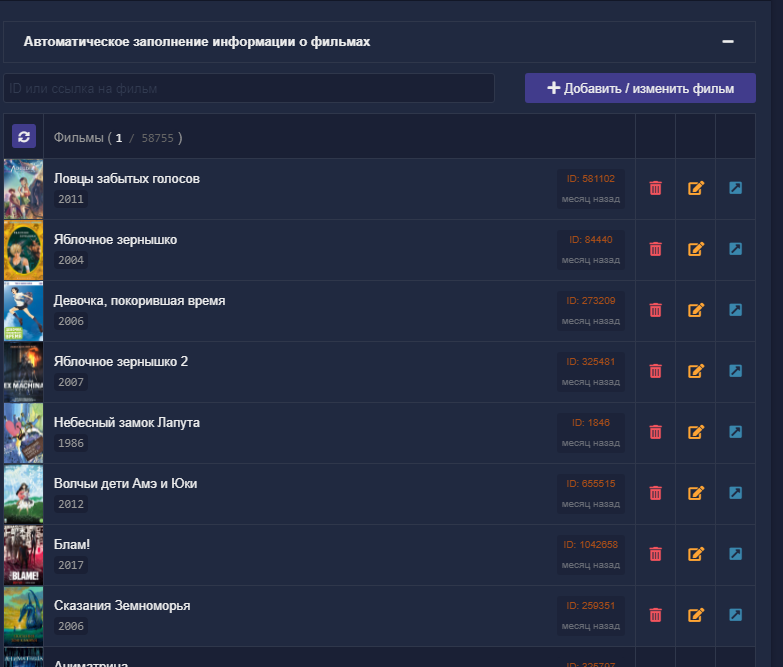 Автоматическое заполнение информации о фильмах
ID или ссылка на фильм
Добавить / изменить фильм
Фильмы ( 1 / 58755 )
Ловцы забытых голосов
2011
ID: 581102
месяц назад
Яблочное зернышко
2004
ID: 84440
месяц назад
Девочка, покорившая время
2006
ID: 273209
месяц назад
EX MACHINA
Яблочное зернышко 2
2007
ID: 325481
месяц назад
Небесный замок Лапута
1986
ID: 1846
месяц назад
Волчьи дети Амэ и Юки
2012
ID: 655515
месяц назад
BLAME!
Блам!
2017
ID: 1042658
месяц назад
Сказания Земноморья
2006
ID: 259351
месяц назад
Аниматрица